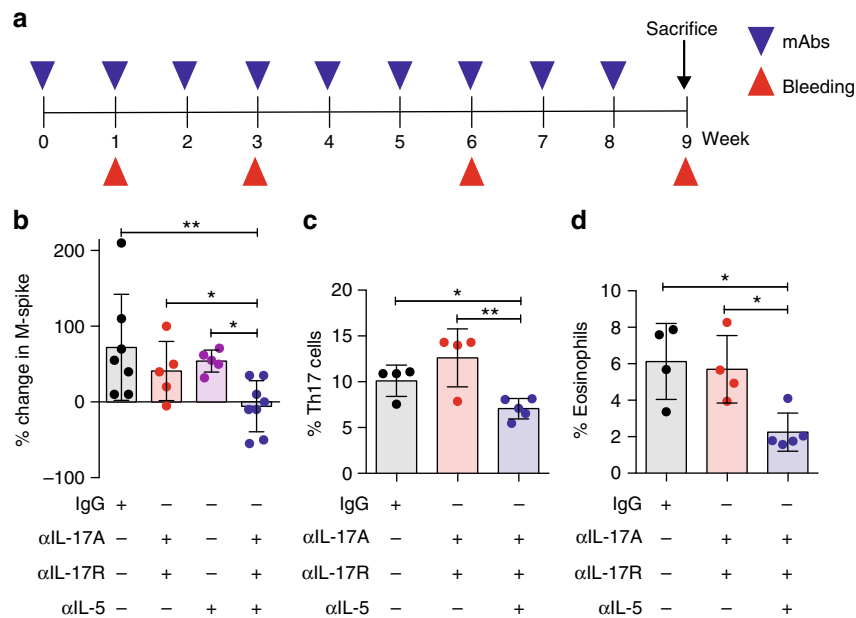 a
Sacrifice
mAbs
Bleeding
0 1 2 3 4 5 6 7 8 9 Week
b
% change in M-spike
200
100
0
−100
** 
*
*
IgG + − − −
αIL-17A − + − +
αIL-17R − + − +
αIL-5 − − + +
c
% Th17 cells
20
15
10
5
0
*
**
IgG + − −
αIL-17A − + +
αIL-17R − + +
αIL-5 − − +
d
% Eosinophils
10
8
6
4
2
0
*
*
IgG + − −
αIL-17A − + +
αIL-17R − + +
αIL-5 − − +